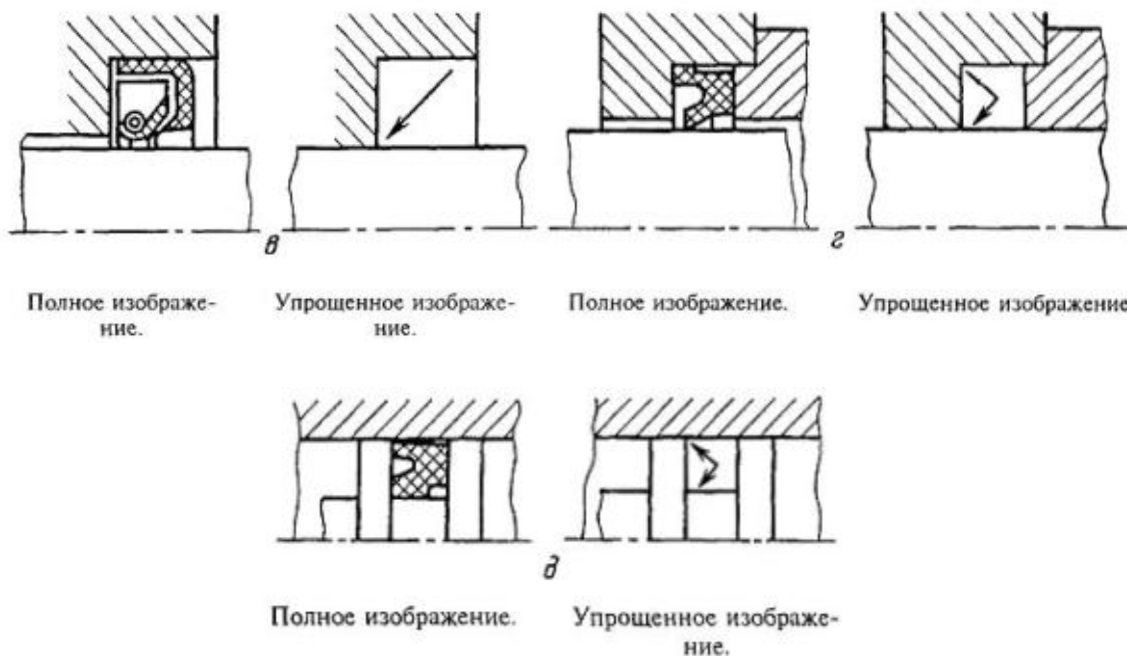 в
г
Полное изображе-
ние.
Упрощенное изображе-
ние.
Полное изображение.
Упрощенное изображение
д
Полное изображение.
Упрощенное изображе-
ние.